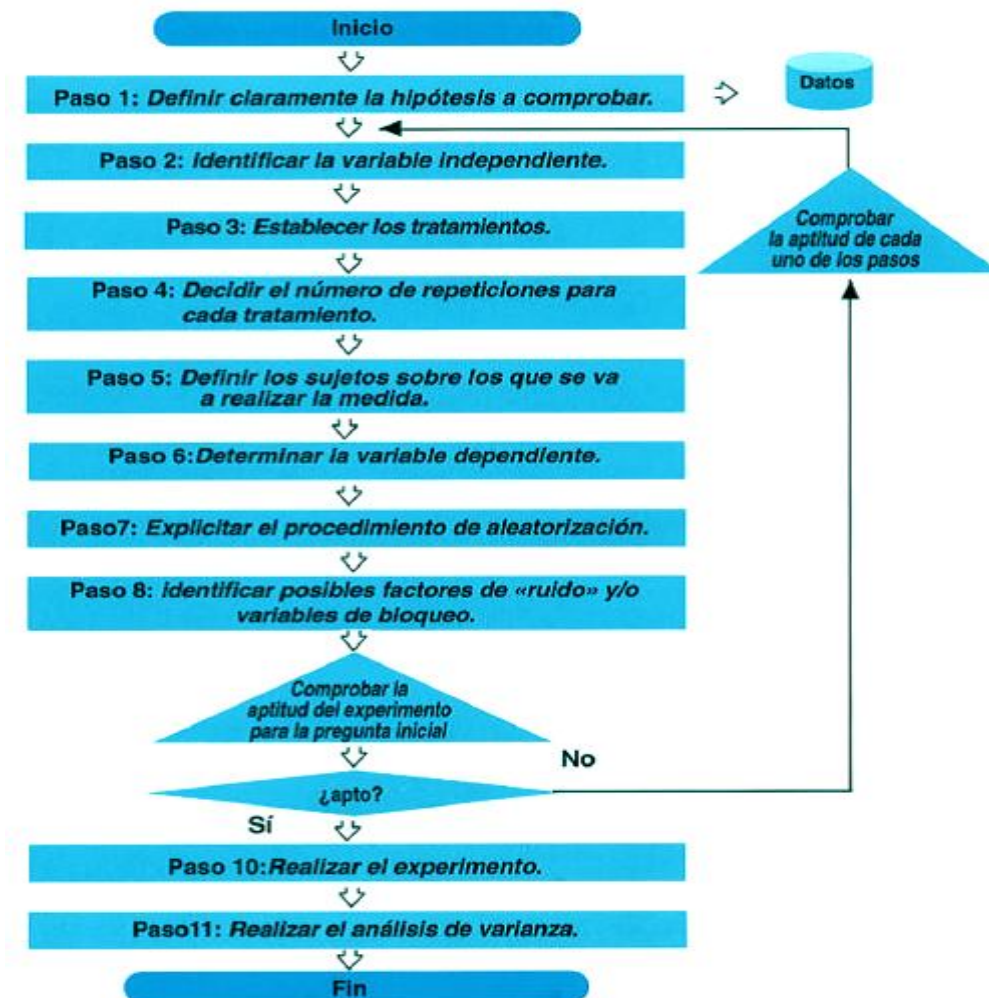 Inicio
Paso 1: Definir claramente la hipótesis a comprobar.
Datos
Paso 2: Identificar la variable independiente.
Paso 3: Establecer los tratamientos.
Comprobar
la aptitud de cada
uno de los pasos
Paso 4: Decidir el número de repeticiones para
cada tratamiento.
Paso 5: Definir los sujetos sobre los que se va
a realizar la medida.
Paso 6:Determinar la variable dependiente.
Paso7: Explicitar el procedimiento de aleatorización.
Paso 8: identificar posibles factores de «ruido» y/o
variables de bloqueo.
Comprobar la
aptitud del experimento
para la pregunta inicial
No
¿apto?
Sí
Paso 10:Realizar el experimento.
Paso11: Realizar el análisis de varianza.
Fin